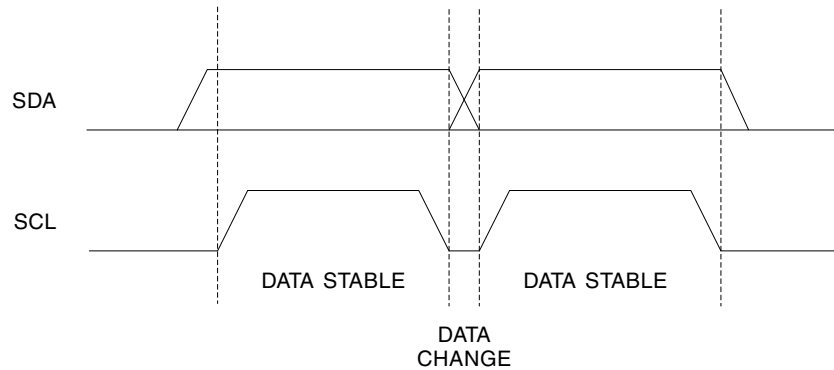 SDA
SCL
DATA STABLE
DATA STABLE
DATA
CHANGE